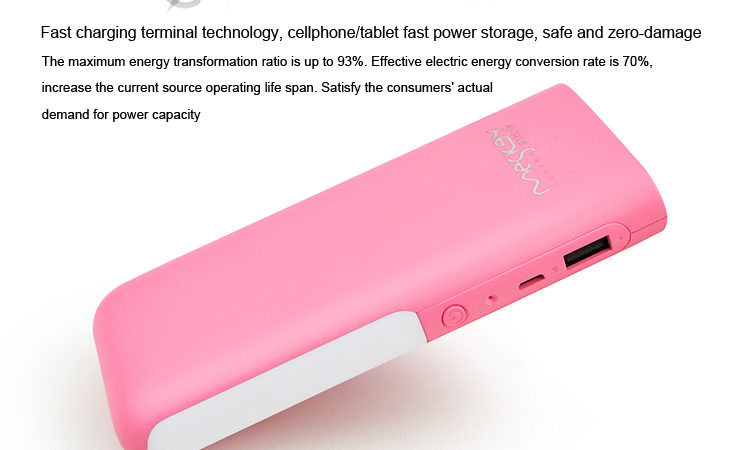 Fast charging terminal technology, cellphone/tablet fast power storage, safe and zero-damage
The maximum energy transformation ratio is up to 93%. Effective electric energy conversion rate is 70%,
increase the current source operating life span. Satisfy the consumers' actual
demand for power capacity